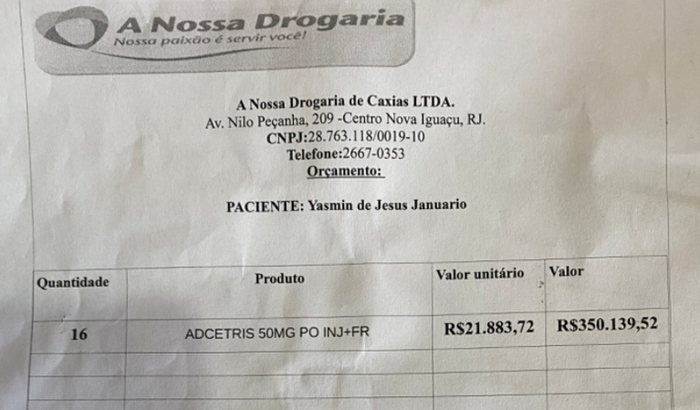 A Nossa Drogaria
Nossa paixão é servir você!
A Nossa Drogaria de Caxias LTDA.
Av. Nilo Peçanha, 209 -Centro Nova Iguaçu, RJ.
CNPJ:28.763.118/0019-10
Telefone:2667-0353
Orçamento:
PACIENTE: Yasmin de Jesus Januario
Quantidade Produto Valor unitário Valor
16 ADCETRIS 50MG PO INJ+FR R$21.883,72 R$350.139,52